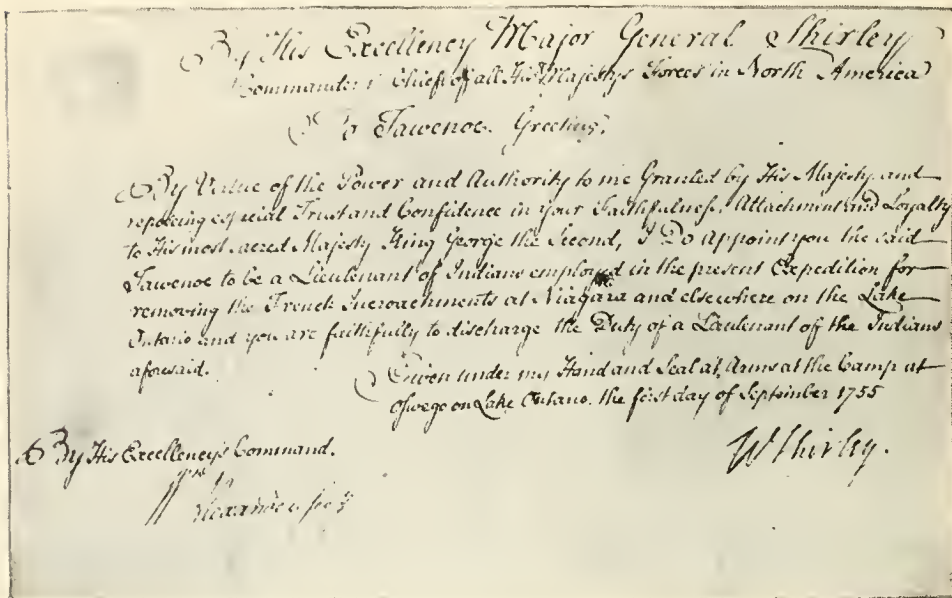 By His Excellency Major General Shirley
Commander in Chief of all His Majestys Forces in North America
To Tawenoe Greeting,
By Virtue of the Power and Authority to me Granted by His Majesty, and
reposing especial Trust and Confidence in your Faithfulness, Attachment and Loyalty
to His most sacred Majesty King George the Second, I Do Appoint you the said
Tawenoe to be a Lieutenant of Indians employed in the present Expedition for
removing the French Incroachments at Niagara and elsewhere on the Lake
Ontario and you are faithfully to discharge the Duty of a Lieutenant of the Indians
aforesaid.
Given under my Hand and Seal at Arms at the Camp at
Oswego on Lake Ontario. the first day of September 1755
By His Excellency's Command.
WShirley.